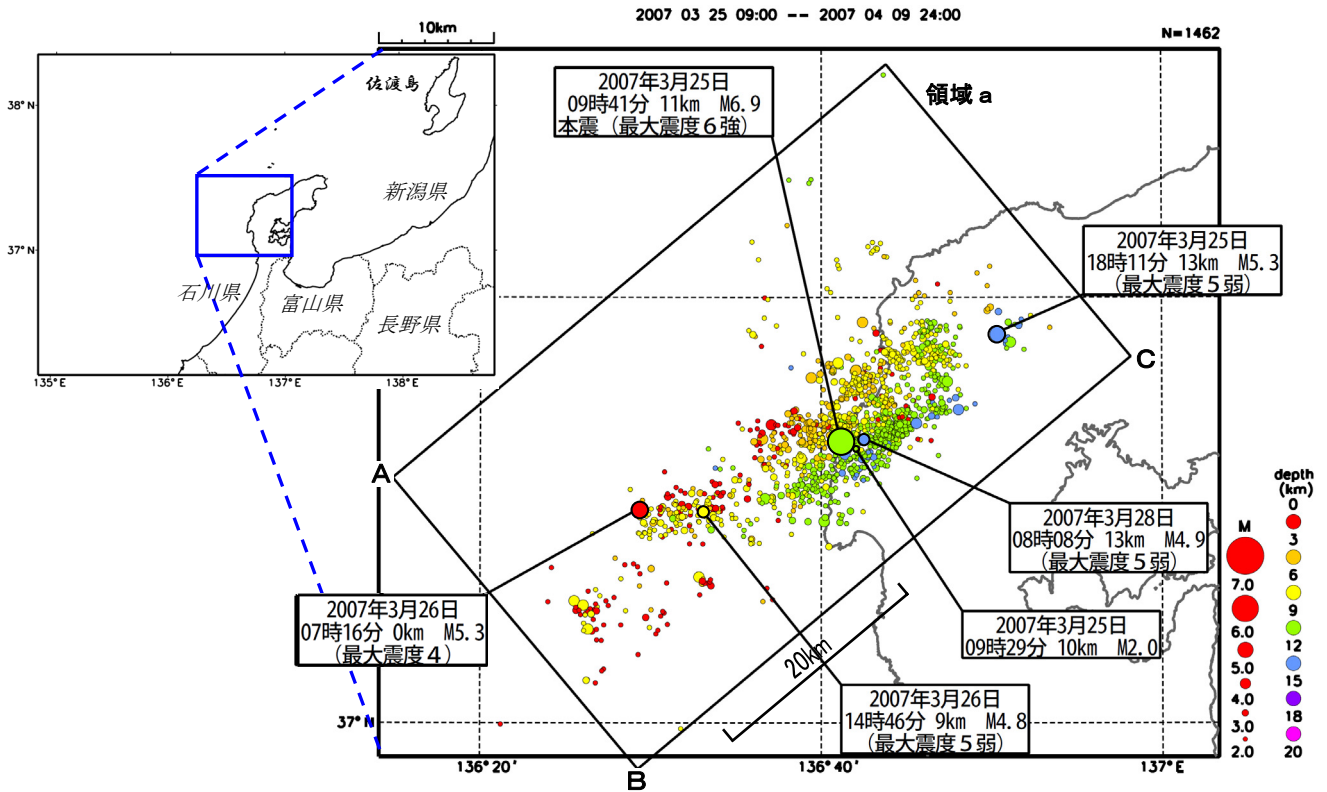 2007 03 25 09:00 -- 2007 04 09 24:00
10km
N=1462
佐渡島
38°N
新潟県
37°N
石川県
富山県
長野県
135°E
136°E
137°E
138°E
2007年3月25日
09時41分 11km M6.9
本震（最大震度６強）
領域a
2007年3月25日
18時11分 13km M5.3
（最大震度５弱）
C
A
2007年3月28日
08時08分 13km M4.9
（最大震度５弱）
2007年3月26日
07時16分 0km M5.3
（最大震度４）
2007年3月25日
09時29分 10km M2.0
20km
2007年3月26日
14時46分 9km M4.8
（最大震度５弱）
B
37°N
136°20'
136°40'
137°E
M
7.0
6.0
5.0
4.0
3.0
2.0
depth
(km)
0
3
6
9
12
15
18
20